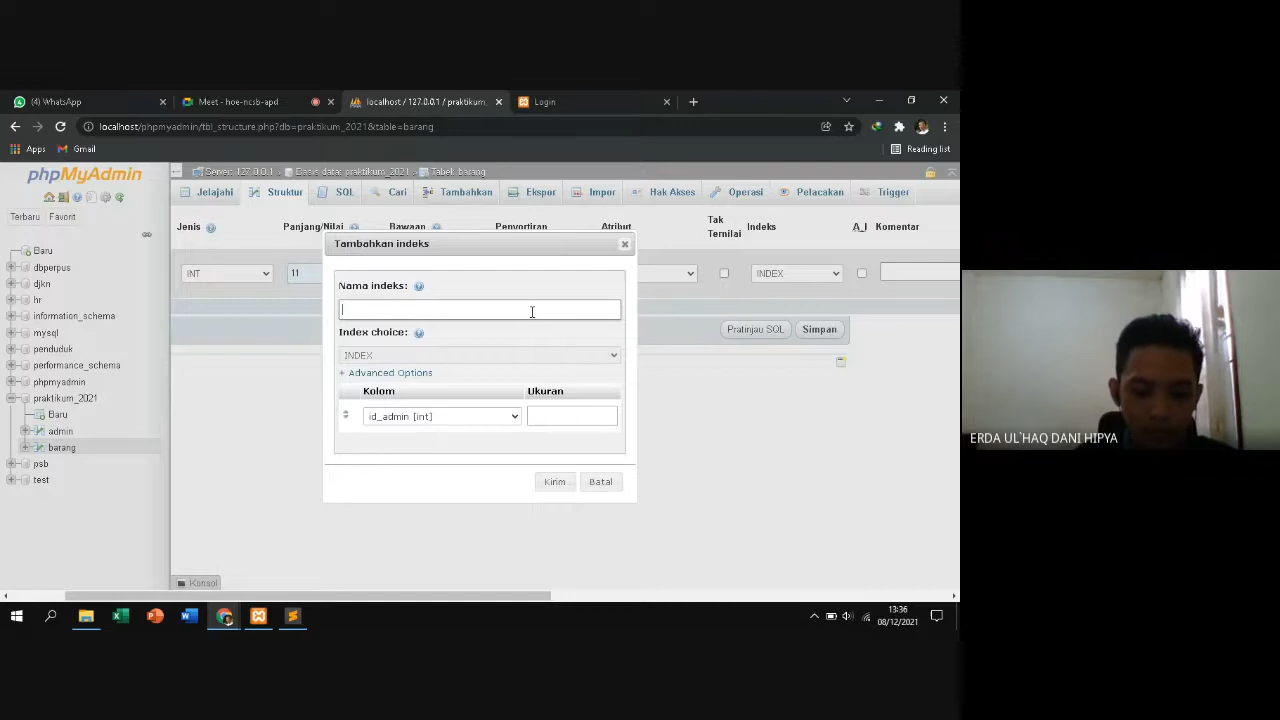 (4) WhatsApp
Meet - hoe-ncsb-apd
localhost / 127.0.0.1 / praktikum_
Login
localhost/phpmyadmin/tbl_structure.php?db=praktikum_2021&table=barang
Apps
Gmail
Reading list
phpMyAdmin
Server: 127.0.0.1
Basis data: praktikum_2021
Tabel: barang
Jelajahi
Struktur
SQL
Cari
Tambahkan
Ekspor
Impor
Hak Akses
Operasi
Pelacakan
Trigger
Terbaru
Favorit
Baru
dbperpus
djkn
hr
information_schema
mysql
penduduk
performance_schema
phpmyadmin
praktikum_2021
Baru
admin
barang
psb
test
Jenis
Panjang/Nilai
Bawaan
Penyortiran
Atribut
Tak
Ternilai
Indeks
A_I
Komentar
INT
11
INDEX
Tambahkan indeks
Nama indeks:
Index choice:
INDEX
+ Advanced Options
Kolom
Ukuran
id_admin [int]
Kirim
Batal
Pratinjau SQL
Simpan
Konsol
13:36
08/12/2021
ERDA UL`HAQ DANI HIPYA